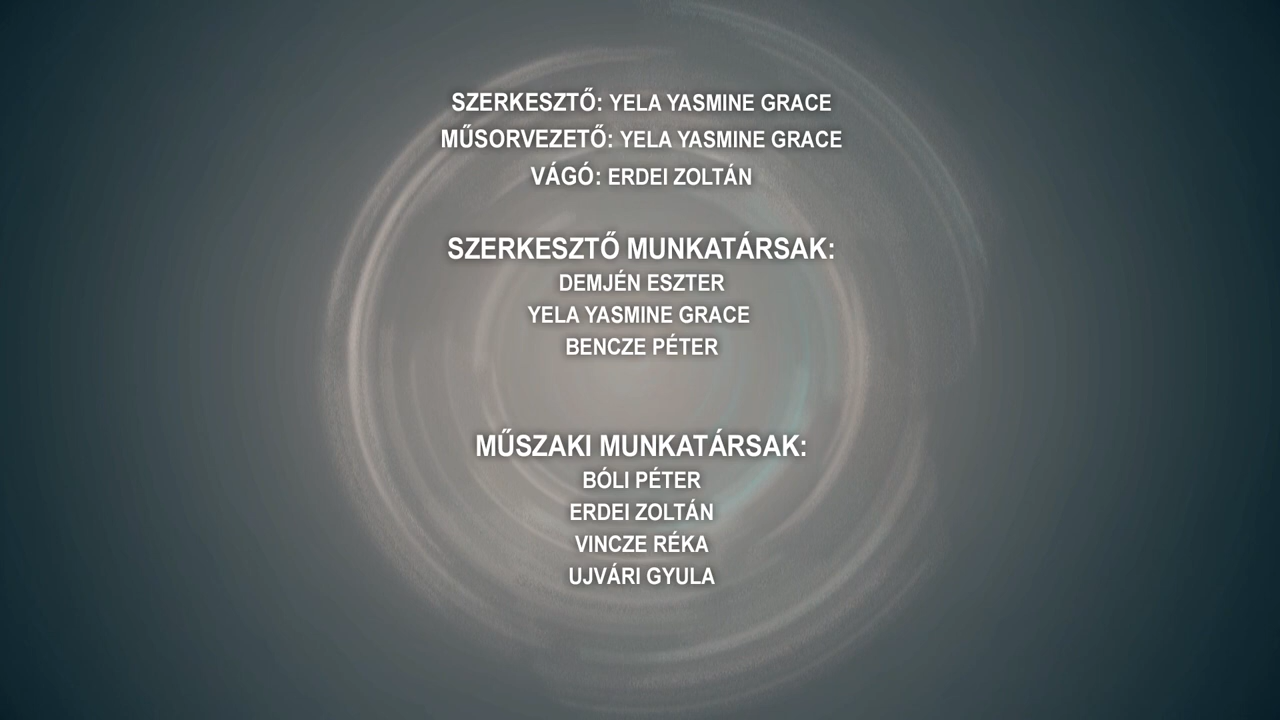 SZERKESZTŐ: YELA YASMINE GRACE
MŰSORVEZETŐ: YELA YASMINE GRACE
VÁGÓ: ERDEI ZOLTÁN
SZERKESZTŐ MUNKATÁRSAK:
DEMJÉN ESZTER
YELA YASMINE GRACE
BENCZE PÉTER
MŰSZAKI MUNKATÁRSAK:
BÓLI PÉTER
ERDEI ZOLTÁN
VINCZE RÉKA
UJVÁRI GYULA